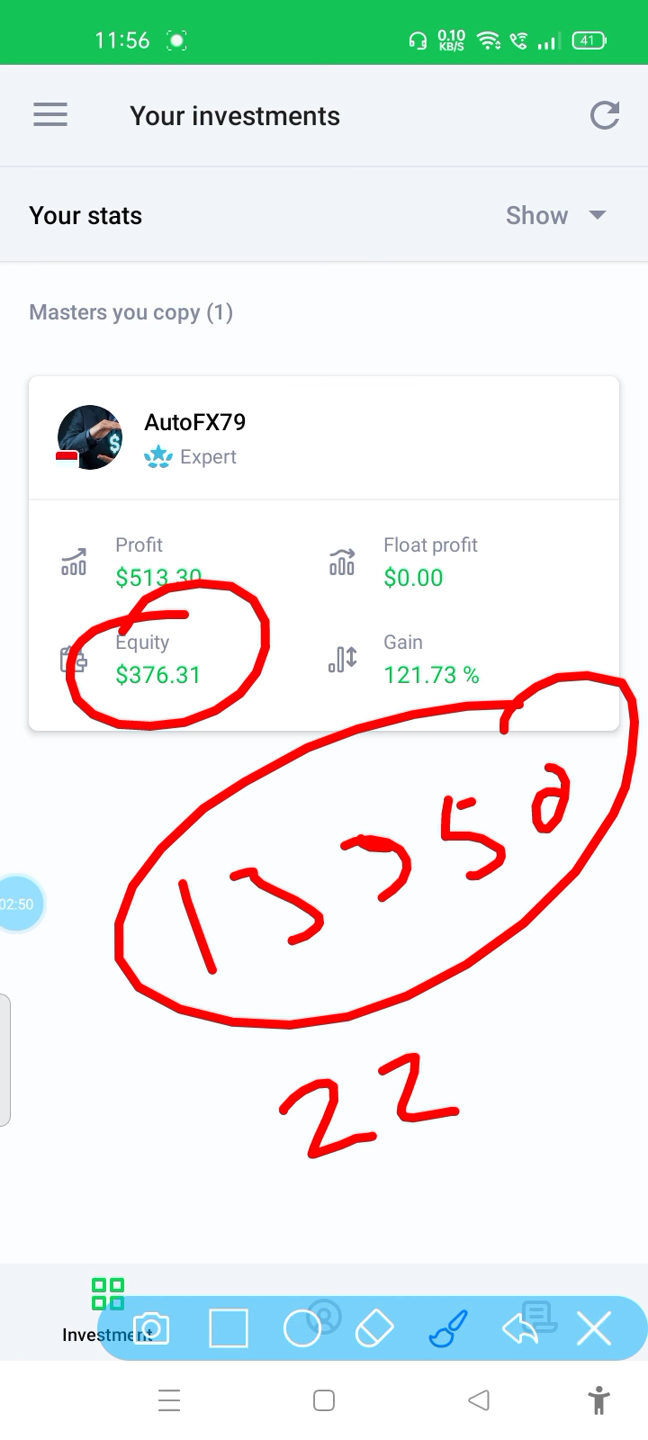 11:56 0.10 KB/S 41
Your investments
Your stats Show
Masters you copy (1)
AutoFX79
Expert
Profit Float profit
$513.30 $0.00
Equity Gain
$376.31 121.73 %
02:50
22
Investment